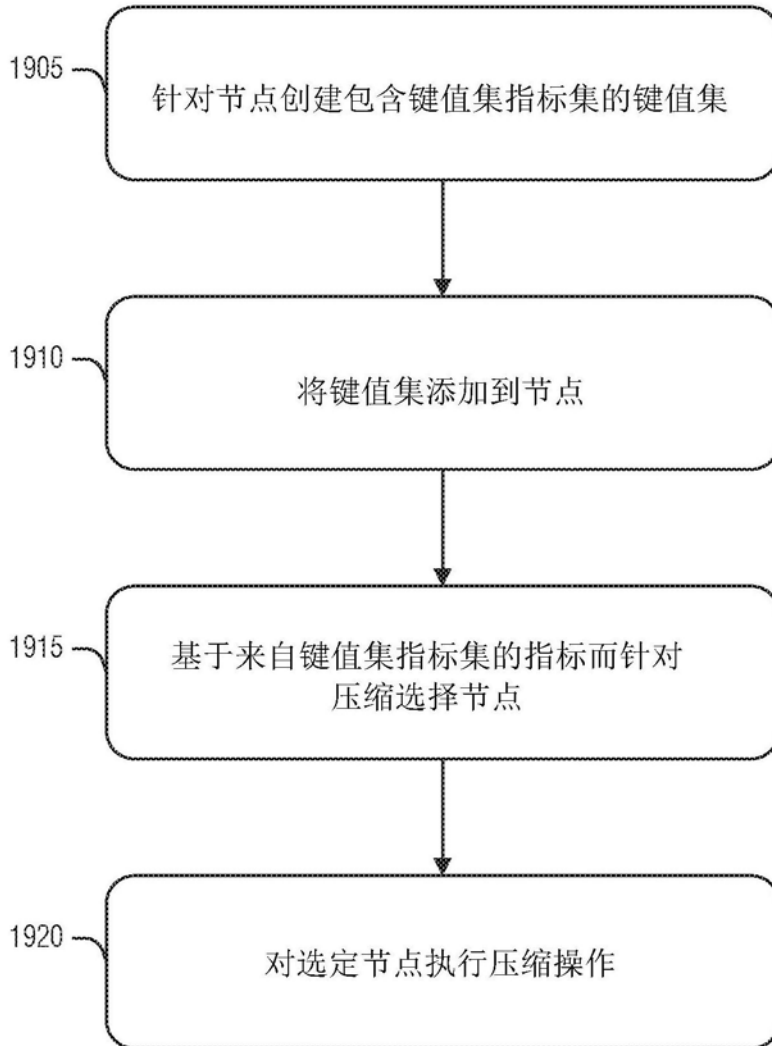 1905
针对节点创建包含键值集指标集的键值集
1910
将键值集添加到节点
1915
基于来自键值集指标集的指标而针对
压缩选择节点
1920
对选定节点执行压缩操作